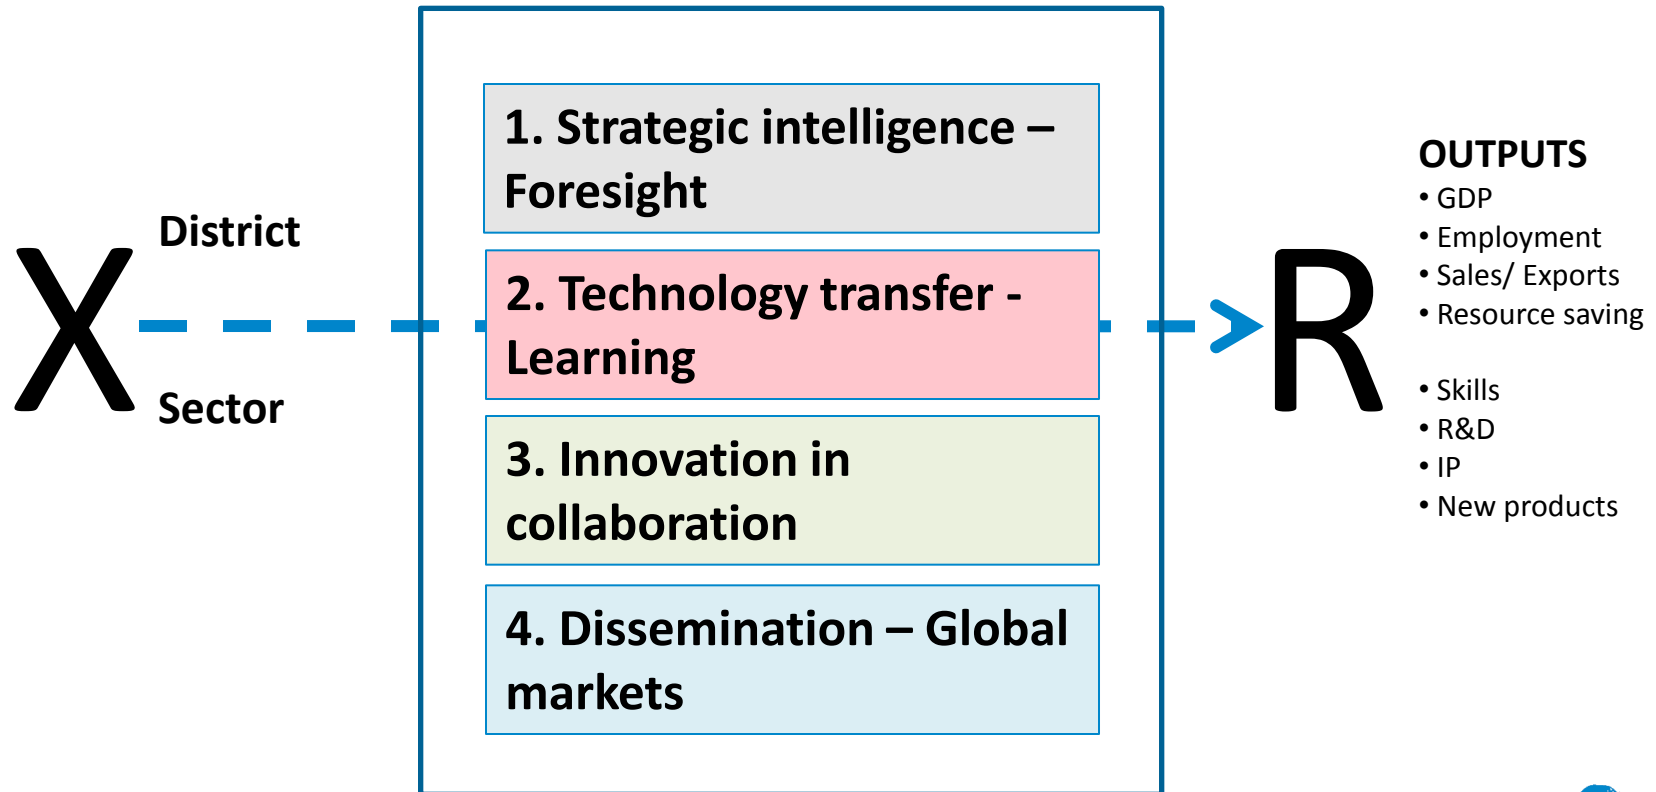 X
District
Sector
1. Strategic intelligence –
Foresight
2. Technology transfer -
Learning
3. Innovation in
collaboration
4. Dissemination – Global
markets
R
OUTPUTS
• GDP
• Employment
• Sales/ Exports
• Resource saving
• Skills
• R&D
• IP
• New products